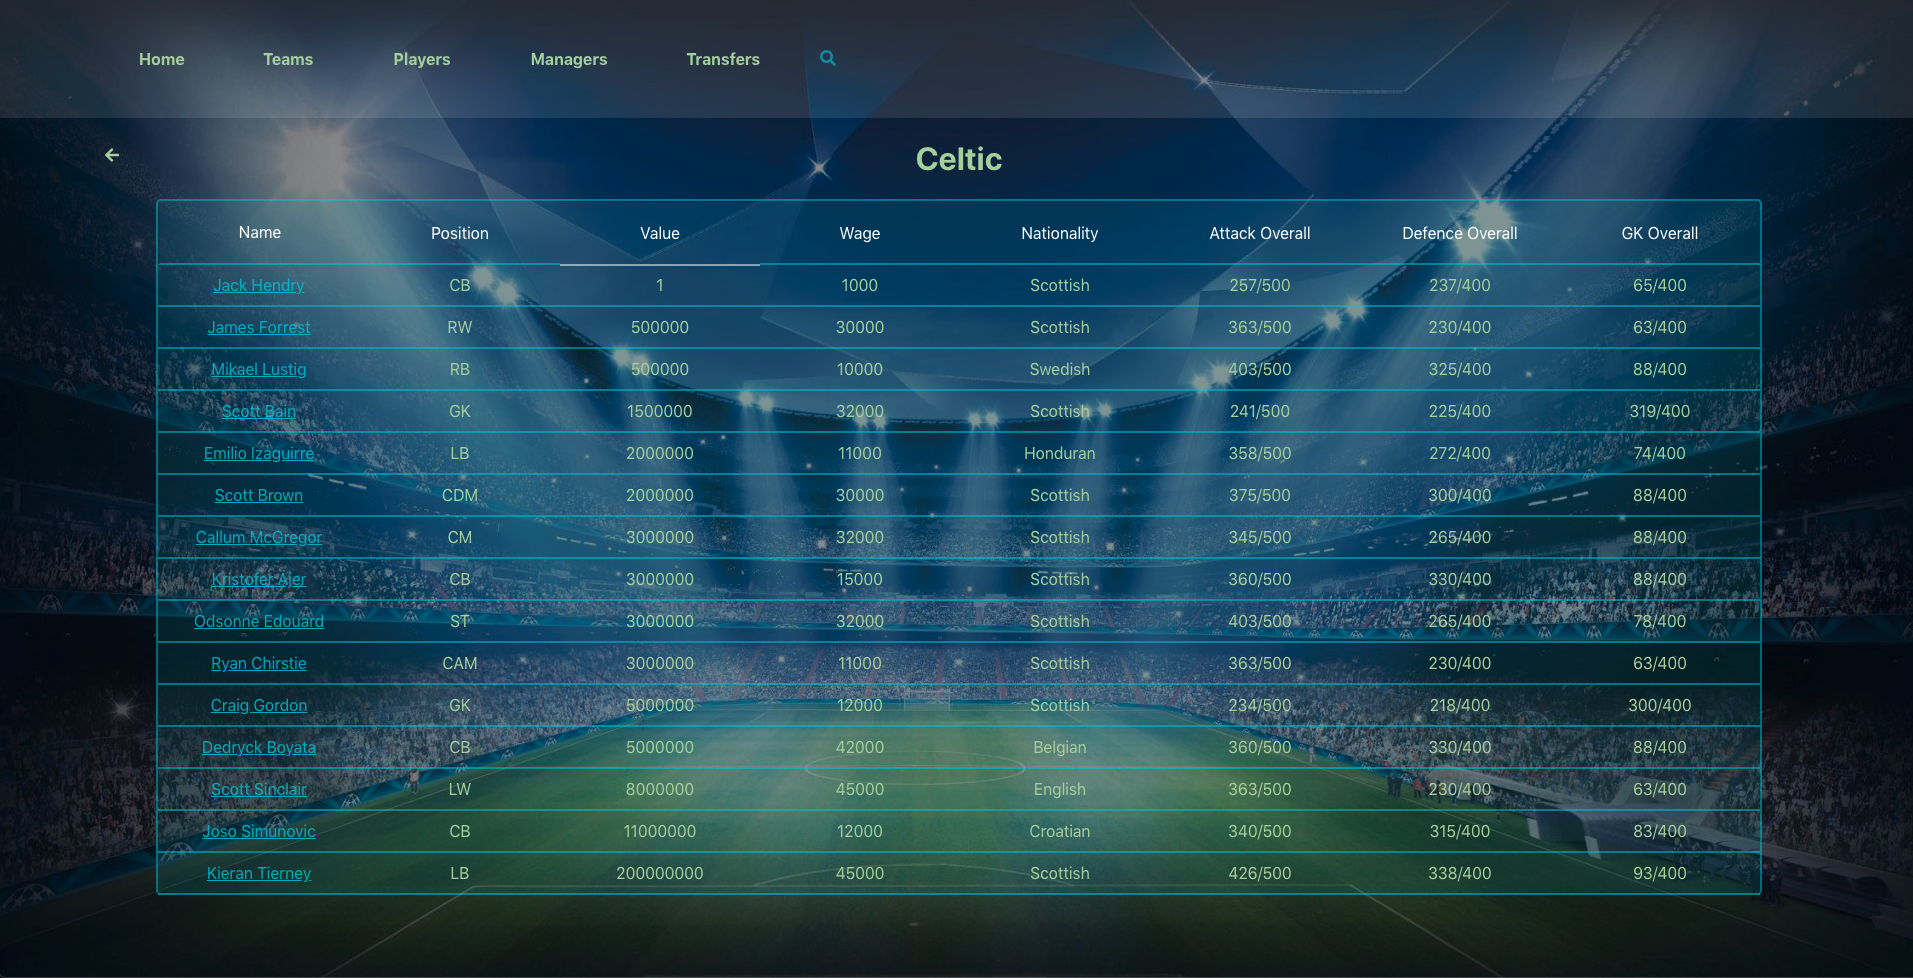 Home Teams Players Managers Transfers
Celtic
Name Position Value Wage Nationality Attack Overall Defence Overall GK Overall
Jack Hendry CB 1 1000 Scottish 257/500 237/400 65/400
James Forrest RW 500000 30000 Scottish 363/500 230/400 63/400
Mikael Lustig RB 500000 10000 Swedish 403/500 325/400 88/400
Scott Bain GK 1500000 32000 Scottish 241/500 225/400 319/400
Emilio Izaguirre LB 2000000 11000 Honduran 358/500 272/400 74/400
Scott Brown CDM 2000000 30000 Scottish 375/500 300/400 88/400
Callum McGregor CM 3000000 32000 Scottish 345/500 265/400 88/400
Kristofer Ajer CB 3000000 15000 Scottish 360/500 330/400 88/400
Odsonne Edouard ST 3000000 32000 Scottish 403/500 265/400 78/400
Ryan Chirstie CAM 3000000 11000 Scottish 363/500 230/400 63/400
Craig Gordon GK 5000000 12000 Scottish 234/500 218/400 300/400
Dedryck Boyata CB 5000000 42000 Belgian 360/500 330/400 88/400
Scott Sinclair LW 8000000 45000 English 363/500 230/400 63/400
Joso Simunovic CB 11000000 12000 Croatian 340/500 315/400 83/400
Kieran Tierney LB 200000000 45000 Scottish 426/500 338/400 93/400